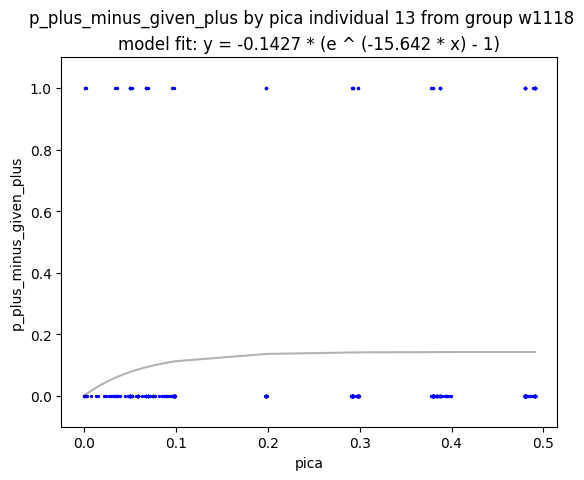 p_plus_minus_given_plus by pica individual 13 from group w1118
model fit: y = -0.1427 * (e ^ (-15.642 * x) - 1)
p_plus_minus_given_plus
1.0
0.8
0.6
0.4
0.2
0.0
0.0 0.1 0.2 0.3 0.4 0.5
pica